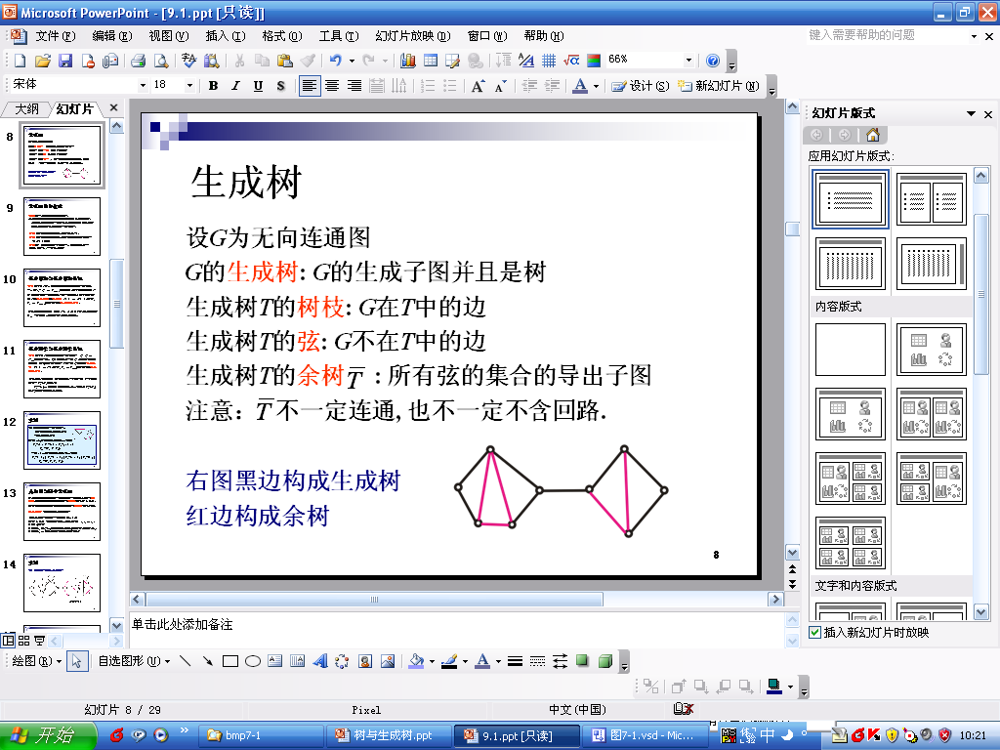 Microsoft PowerPoint - [9.1.ppt [只读]]
文件(F) 编辑(E) 视图(V) 插入(I) 格式(O) 工具(T) 幻灯片放映(D) 窗口(W) 帮助(H) 键入需要帮助的问题
66%
宋体 18 B I U S A A A 设计(S) 新幻灯片(N)
大纲 幻灯片
8
9
10
11
12
13
14
生成树
设G为无向连通图
G的生成树: G的生成子图并且是树
生成树T的树枝: G在T中的边
生成树T的弦: G不在T中的边
生成树T的余树T̅ : 所有弦的集合的导出子图
注意: T̅ 不一定连通, 也不一定不含回路.
右图黑边构成生成树
红边构成余树
8
幻灯片版式
应用幻灯片版式:
内容版式
文字和内容版式
插入新幻灯片时放映
单击此处添加备注
绘图(R) 自选图形(U)
幻灯片 8 / 29 Pixel 中文(中国)
开始 bmp7-1 树与生成树.ppt 9.1.ppt [只读] 图7-1.vsd - Mic... 中 10:21